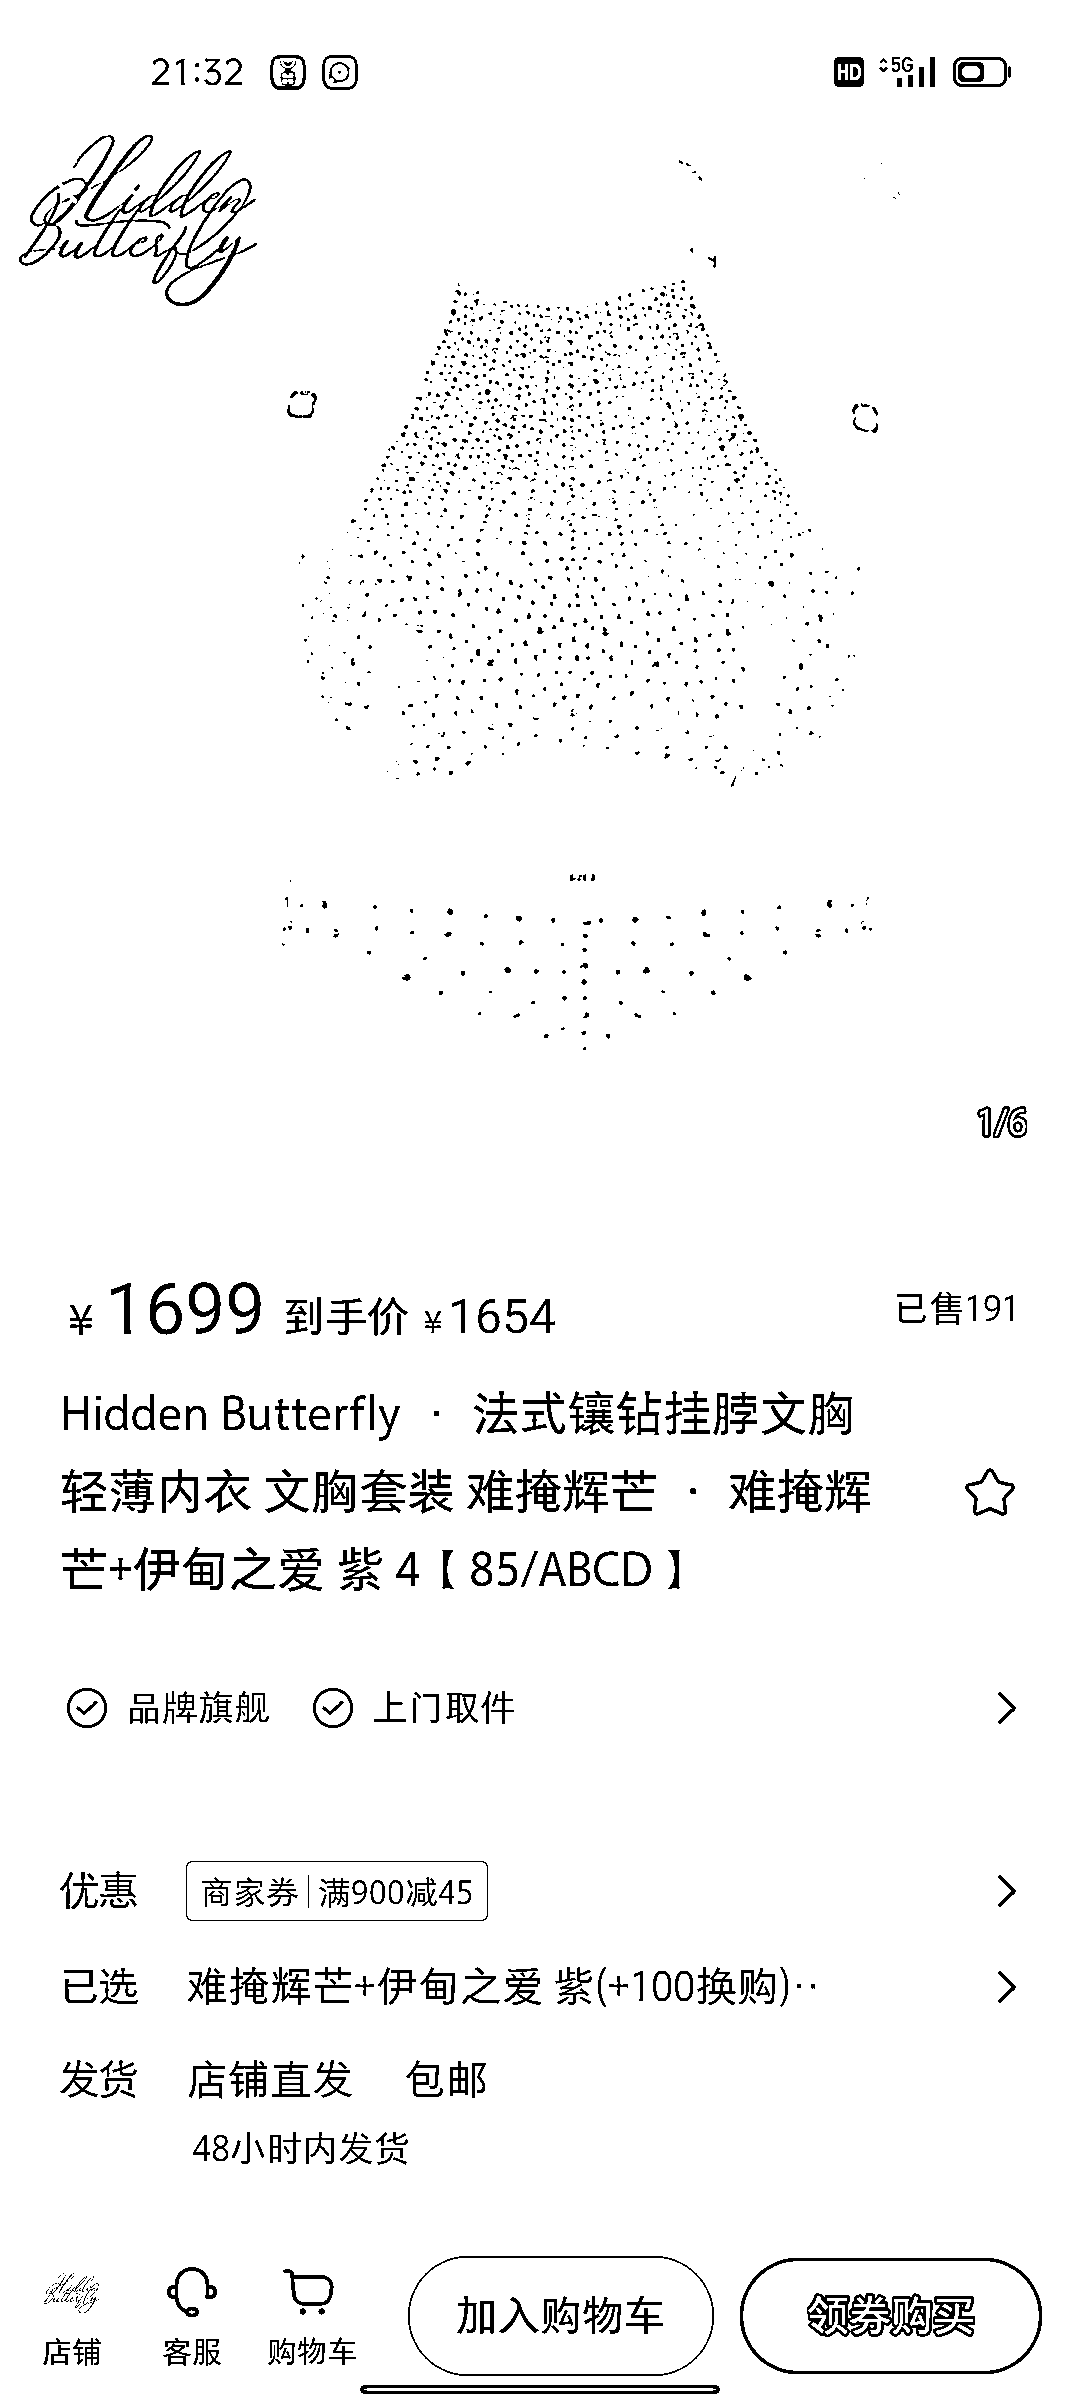 21:32
HD 5G
Hidden
Butterfly
1/6
¥1699 到手价 ¥1654 已售191
Hidden Butterfly · 法式镶钻挂脖文胸
轻薄内衣 文胸套装 难掩辉芒 · 难掩辉
芒+伊甸之爱 紫 4【 85/ABCD 】
品牌旗舰 上门取件
优惠 商家券 满900减45
已选 难掩辉芒+伊甸之爱 紫(+100换购)··
发货 店铺直发 包邮
48小时内发货
Hidden
Butterfly
店铺 客服 购物车 加入购物车 领券购买